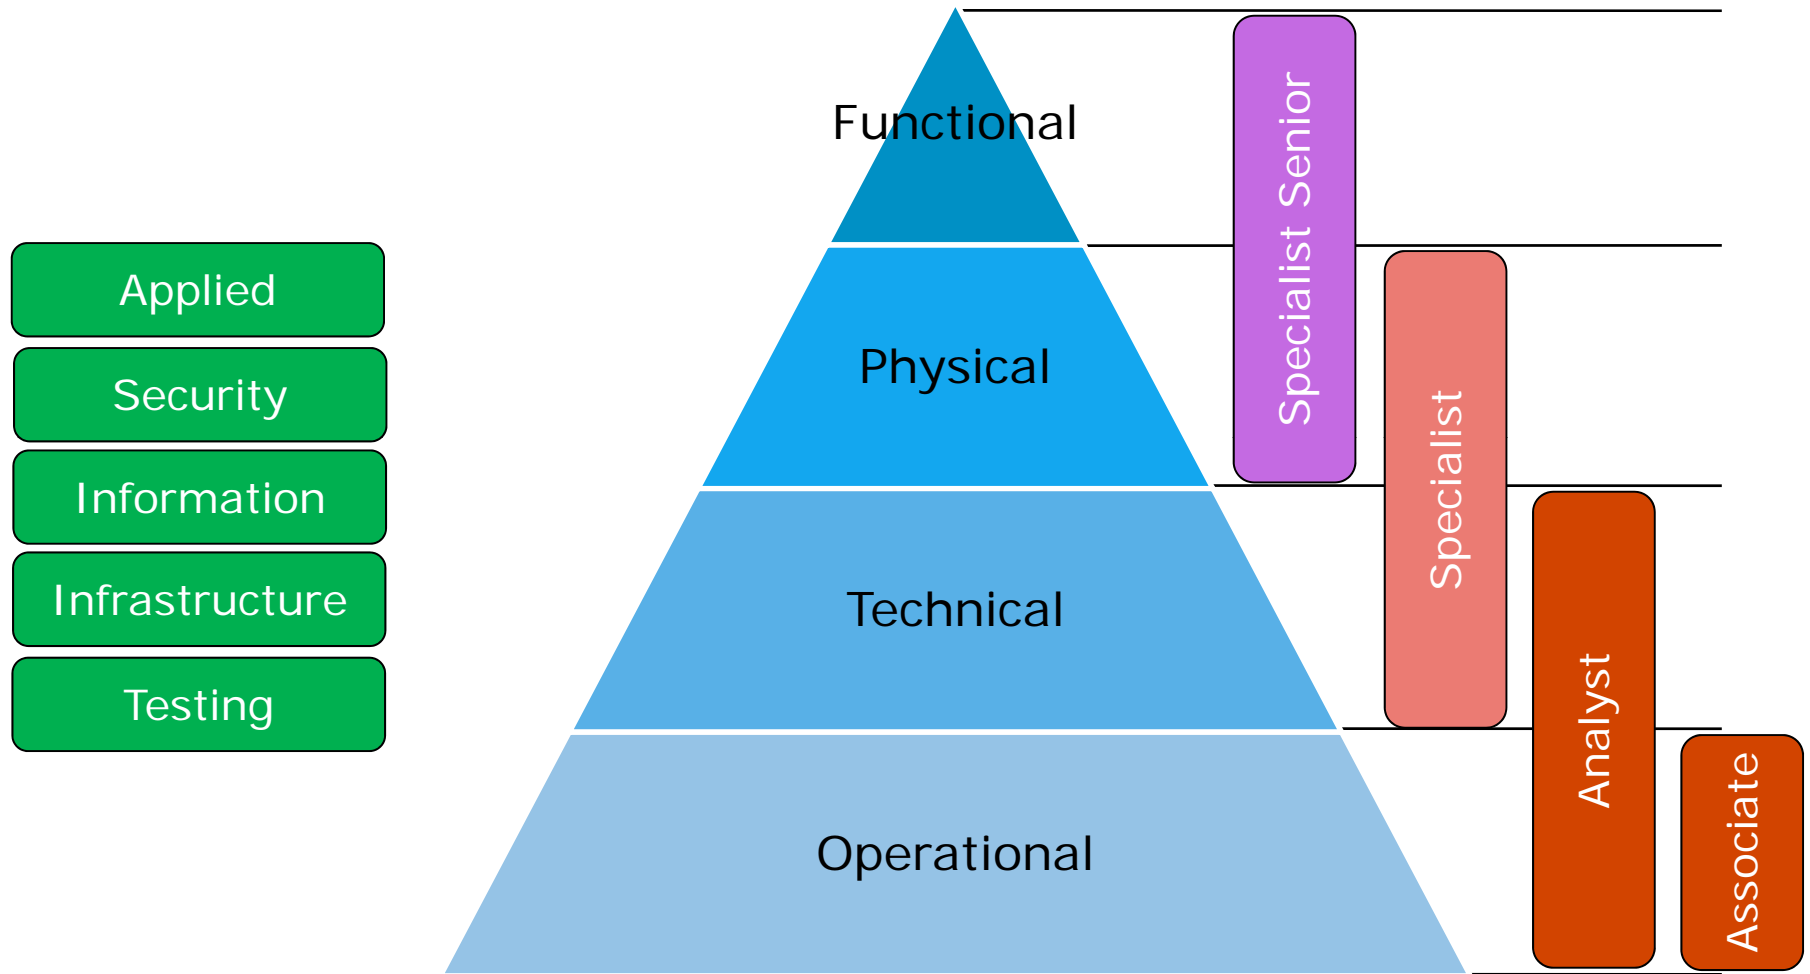 Applied
Security
Information
Infrastructure
Testing
Functional
Physical
Technical
Operational
Specialist Senior
Specialist
Analyst
Associate